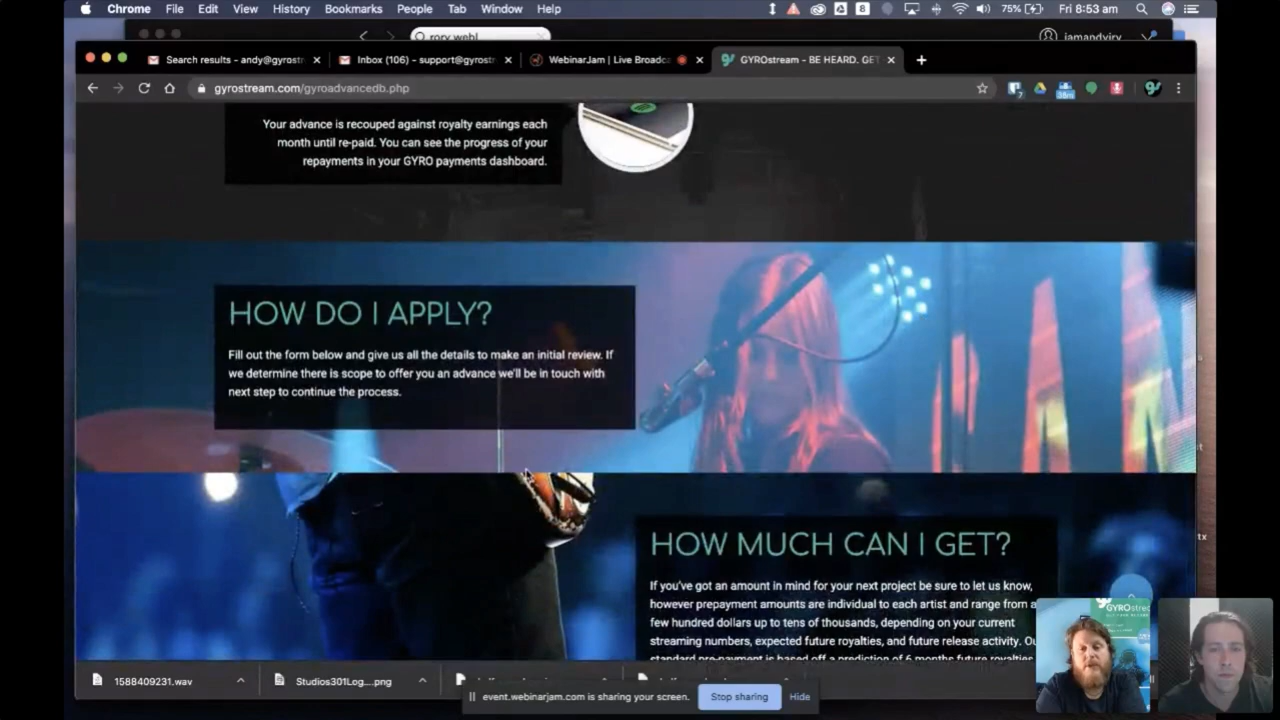 Chrome File Edit View History Bookmarks People Tab Window Help 8 75% Fri 8:53 am
rory webl iamandyiry
Search results - andy@gyrostr Inbox (106) - support@gyrostr WebinarJam | Live Broadca GYROstream - BE HEARD. GET
gyrostream.com/gyroadvancedb.php
Your advance is recouped against royalty earnings each
month until re-paid. You can see the progress of your
repayments in your GYRO payments dashboard.
HOW DO I APPLY?
Fill out the form below and give us all the details to make an initial review. If
we determine there is scope to offer you an advance we'll be in touch with
next step to continue the process.
HOW MUCH CAN I GET?
If you've got an amount in mind for your next project be sure to let us know,
however prepayment amounts are individual to each artist and range from a
few hundred dollars up to tens of thousands, depending on your current
streaming numbers, expected future royalties, and future release activity. Ou
standard pre-payment is based off a prediction of 6 months future royalties
GYROstre
1588409231.wav Studios301Log....png
event.webinarjam.com is sharing your screen. Stop sharing Hide